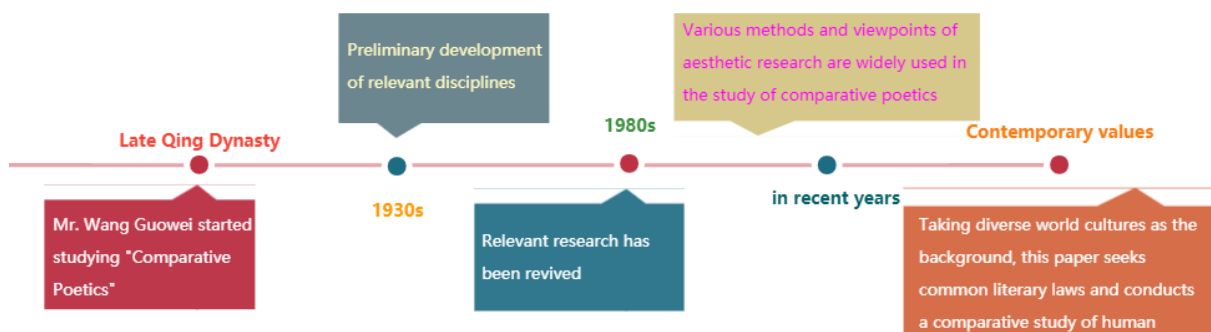 Late Qing Dynasty
Mr. Wang Guowei started
studying "Comparative
Poetics"
Preliminary development
of relevant disciplines
1930s
1980s
Relevant research has
been revived
Various methods and viewpoints of
aesthetic research are widely used in
the study of comparative poetics
in recent years
Contemporary values
Taking diverse world cultures as the
background, this paper seeks
common literary laws and conducts
a comparative study of human